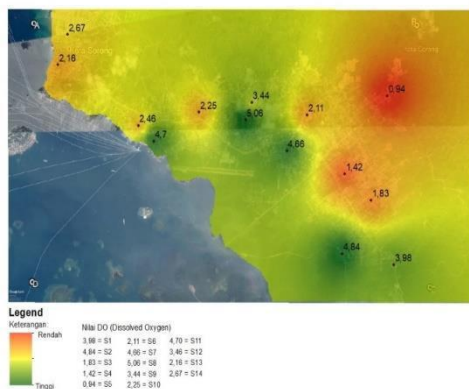 2,67
2,16
0,94
3,44
2,25
5,06
2,11
2,46
4,7
4,66
1,42
1,83
4,84
3,98
Legend
Keterangan:
Rendah
Tinggi
Nilai DO (Dissolved Oxygen)
3,98 = S1 2,11 = S6 4,70 = S11
4,84 = S2 4,66 = S7 3,46 = S12
1,83 = S3 5,06 = S8 2,16 = S13
1,42 = S4 3,44 = S9 2,67 = S14
0,94 = S5 2,25 = S10